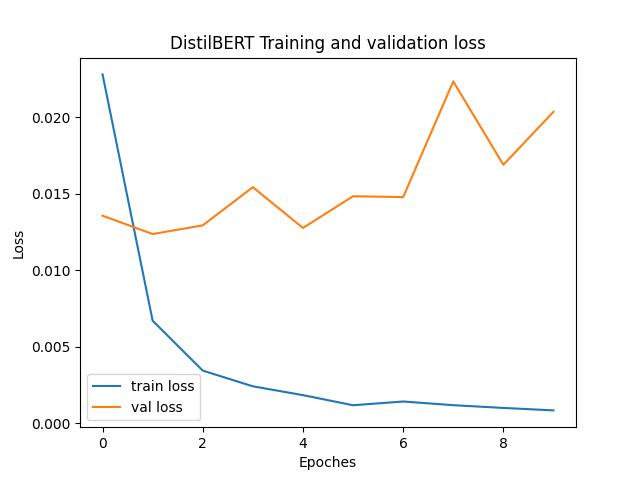 DistilBERT Training and validation loss
0.020
0.015
0.010
0.005
0.000
Loss
train loss
val loss
0 2 4 6 8
Epoches